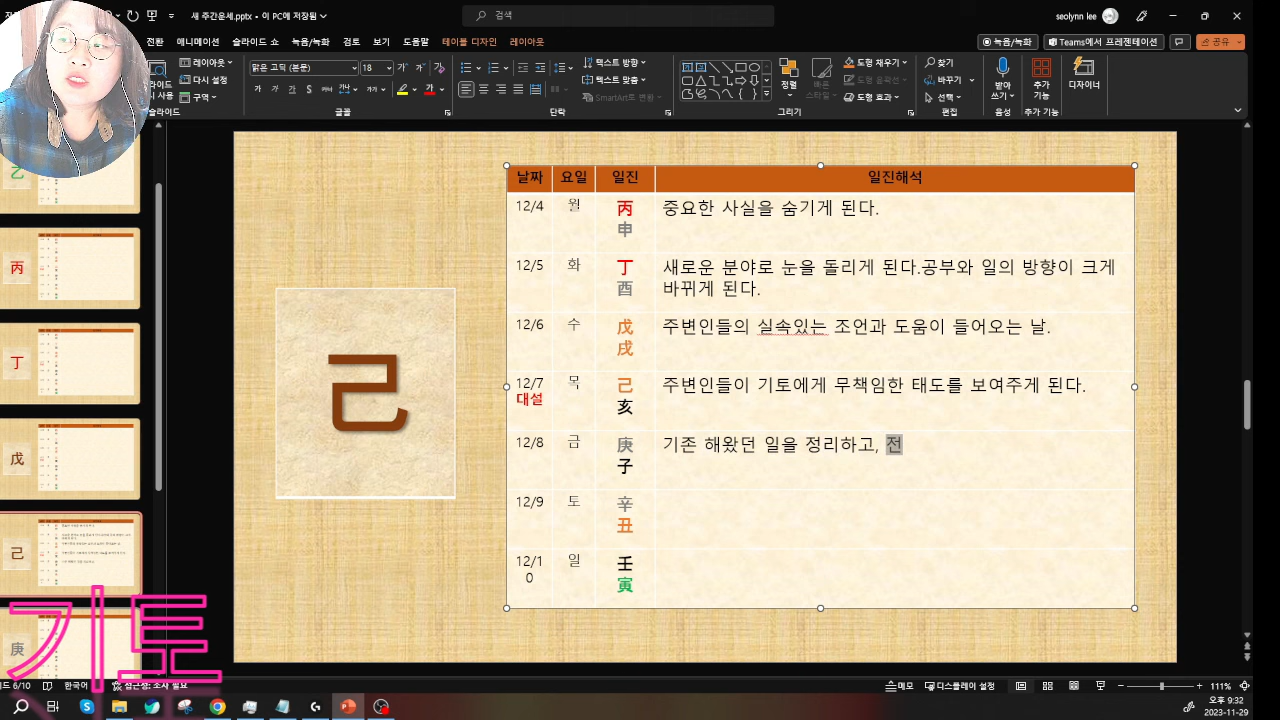 새 주간운세.pptx • 이 PC에 저장됨
검색
seolynn lee
전환 애니메이션 슬라이드 쇼 녹음/녹화 검토 보기 도움말 테이블 디자인 레이아웃
녹음/녹화
Teams에서 프레젠테이션
공유
레이아웃
다시 설정
구역
맑은 고딕 (본문)
18
텍스트 방향
텍스트 맞춤
SmartArt로 변환
정렬
빠른 스타일
도형 채우기
도형 윤곽선
도형 효과
찾기
바꾸기
선택
받아쓰기
추가 기능
디자이너
글꼴
단락
그리기
편집
음성
추가 기능
乙
丙
丁
戊
己
庚
己
날짜 요일 일진 일진해석
12/4 월 丙申 중요한 사실을 숨기게 된다.
12/5 화 丁酉 새로운 분야로 눈을 돌리게 된다.공부와 일의 방향이 크게
바뀌게 된다.
12/6 수 戊戌 주변인들의 실속있는 조언과 도움이 들어오는 날.
12/7 대설 목 己亥 주변인들이 기토에게 무책임한 태도를 보여주게 된다.
12/8 금 庚子 기존 해왔던 일을 정리하고, 전
12/9 토 辛丑
12/10 일 壬寅
기토
드 6/10
한국어
접근성: 조사 필요
메모
디스플레이 설정
111%
오후 9:32
2023-11-29